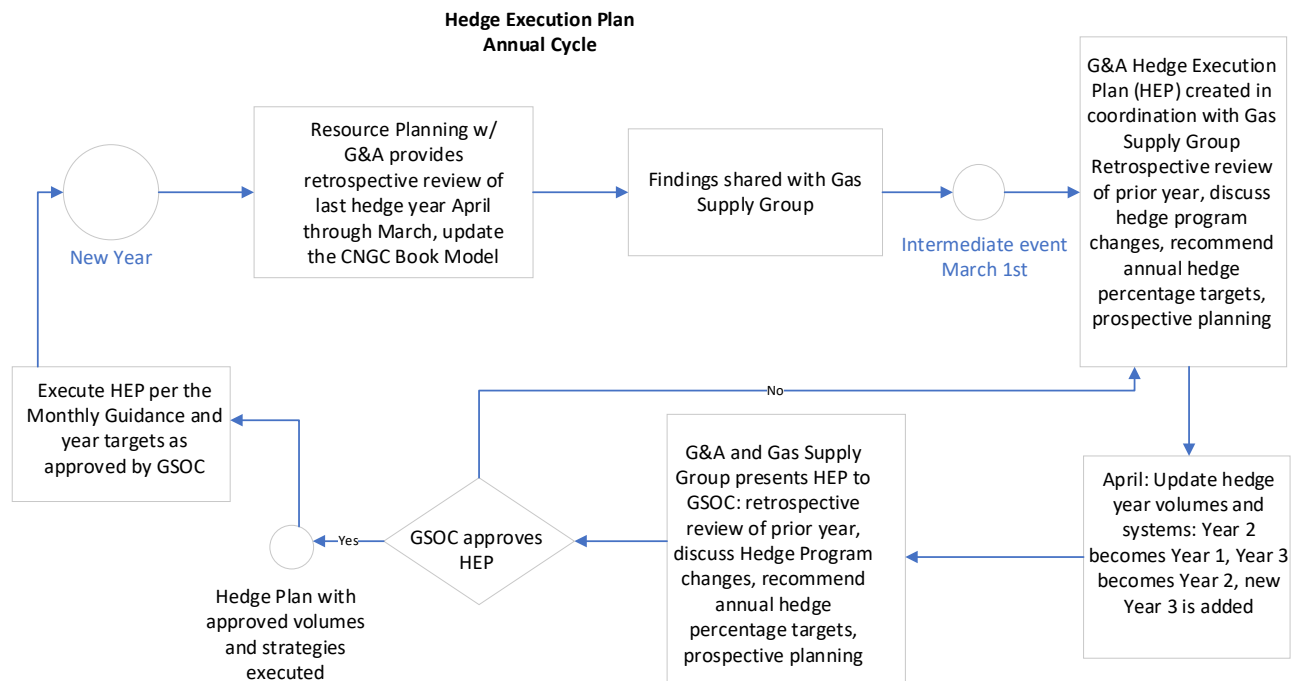 Hedge Execution Plan
Annual Cycle
New Year
Resource Planning w/
G&A provides
retrospective review of
last hedge year April
through March, update
the CNGC Book Model
Findings shared with Gas
Supply Group
Intermediate event
March 1st
G&A Hedge Execution
Plan (HEP) created in
coordination with Gas
Supply Group
Retrospective review
of prior year, discuss
hedge program
changes, recommend
annual hedge
percentage targets,
prospective planning
April: Update hedge
year volumes and
systems: Year 2
becomes Year 1, Year 3
becomes Year 2, new
Year 3 is added
G&A and Gas Supply
Group presents HEP to
GSOC: retrospective
review of prior year,
discuss Hedge Program
changes, recommend
annual hedge
percentage targets,
prospective planning
GSOC approves
HEP
No
Yes
Hedge Plan with
approved volumes
and strategies
executed
Execute HEP per the
Monthly Guidance and
year targets as
approved by GSOC